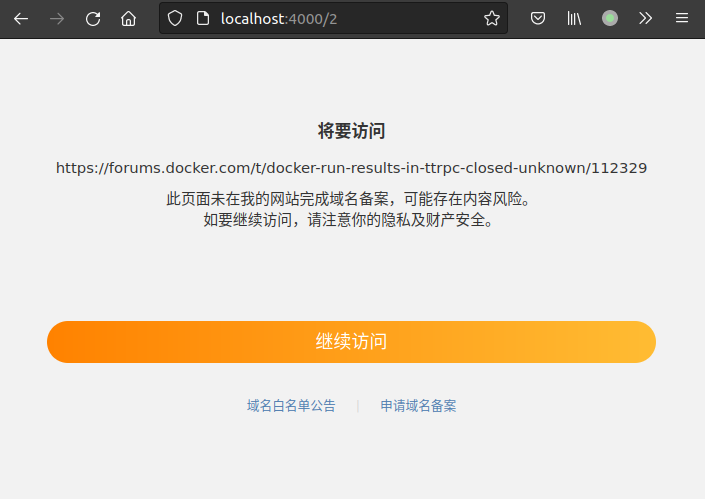 localhost:4000/2
将要访问
https://forums.docker.com/t/docker-run-results-in-ttrpc-closed-unknown/112329
此页面未在我的网站完成域名备案，可能存在内容风险。
如要继续访问，请注意你的隐私及财产安全。
继续访问
域名白名单公告 | 申请域名备案